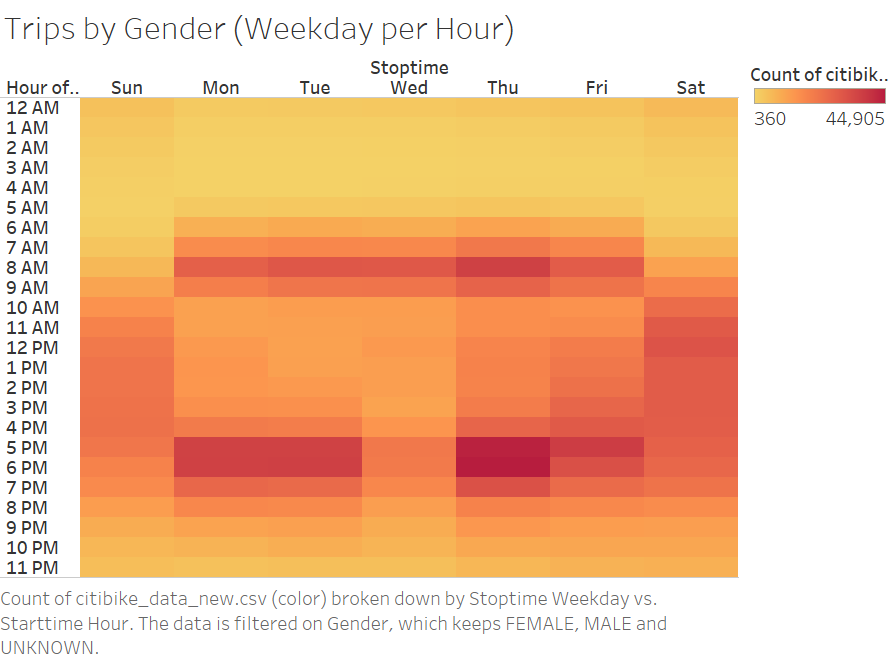 Trips by Gender (Weekday per Hour)
Stoptime
Hour of.. Sun Mon Tue Wed Thu Fri Sat
Count of citibik..
360 44,905
12 AM
1 AM
2 AM
3 AM
4 AM
5 AM
6 AM
7 AM
8 AM
9 AM
10 AM
11 AM
12 PM
1 PM
2 PM
3 PM
4 PM
5 PM
6 PM
7 PM
8 PM
9 PM
10 PM
11 PM
Count of citibike_data_new.csv (color) broken down by Stoptime Weekday vs.
Starttime Hour. The data is filtered on Gender, which keeps FEMALE, MALE and
UNKNOWN.